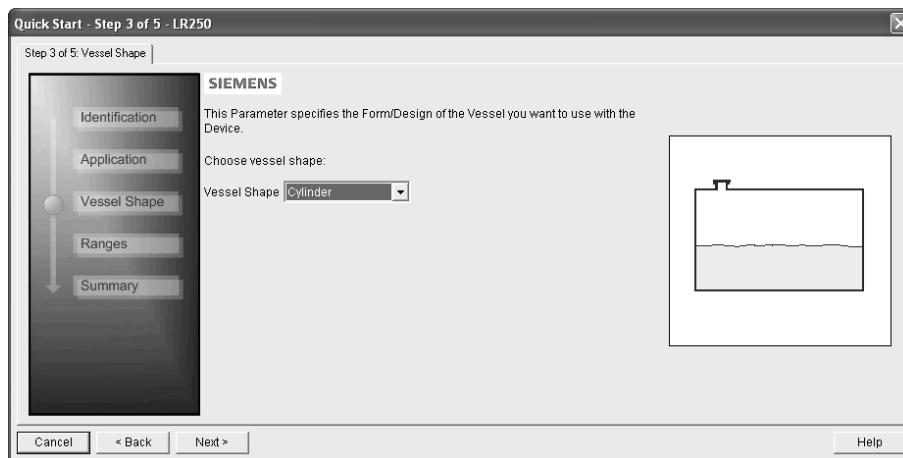 Quick Start - Step 3 of 5 - LR250
Step 3 of 5: Vessel Shape
SIEMENS
Identification
Application
Vessel Shape
Ranges
Summary
This Parameter specifies the Form/Design of the Vessel you want to use with the
Device.
Choose vessel shape:
Vessel Shape Cylinder
Cancel < Back Next > Help